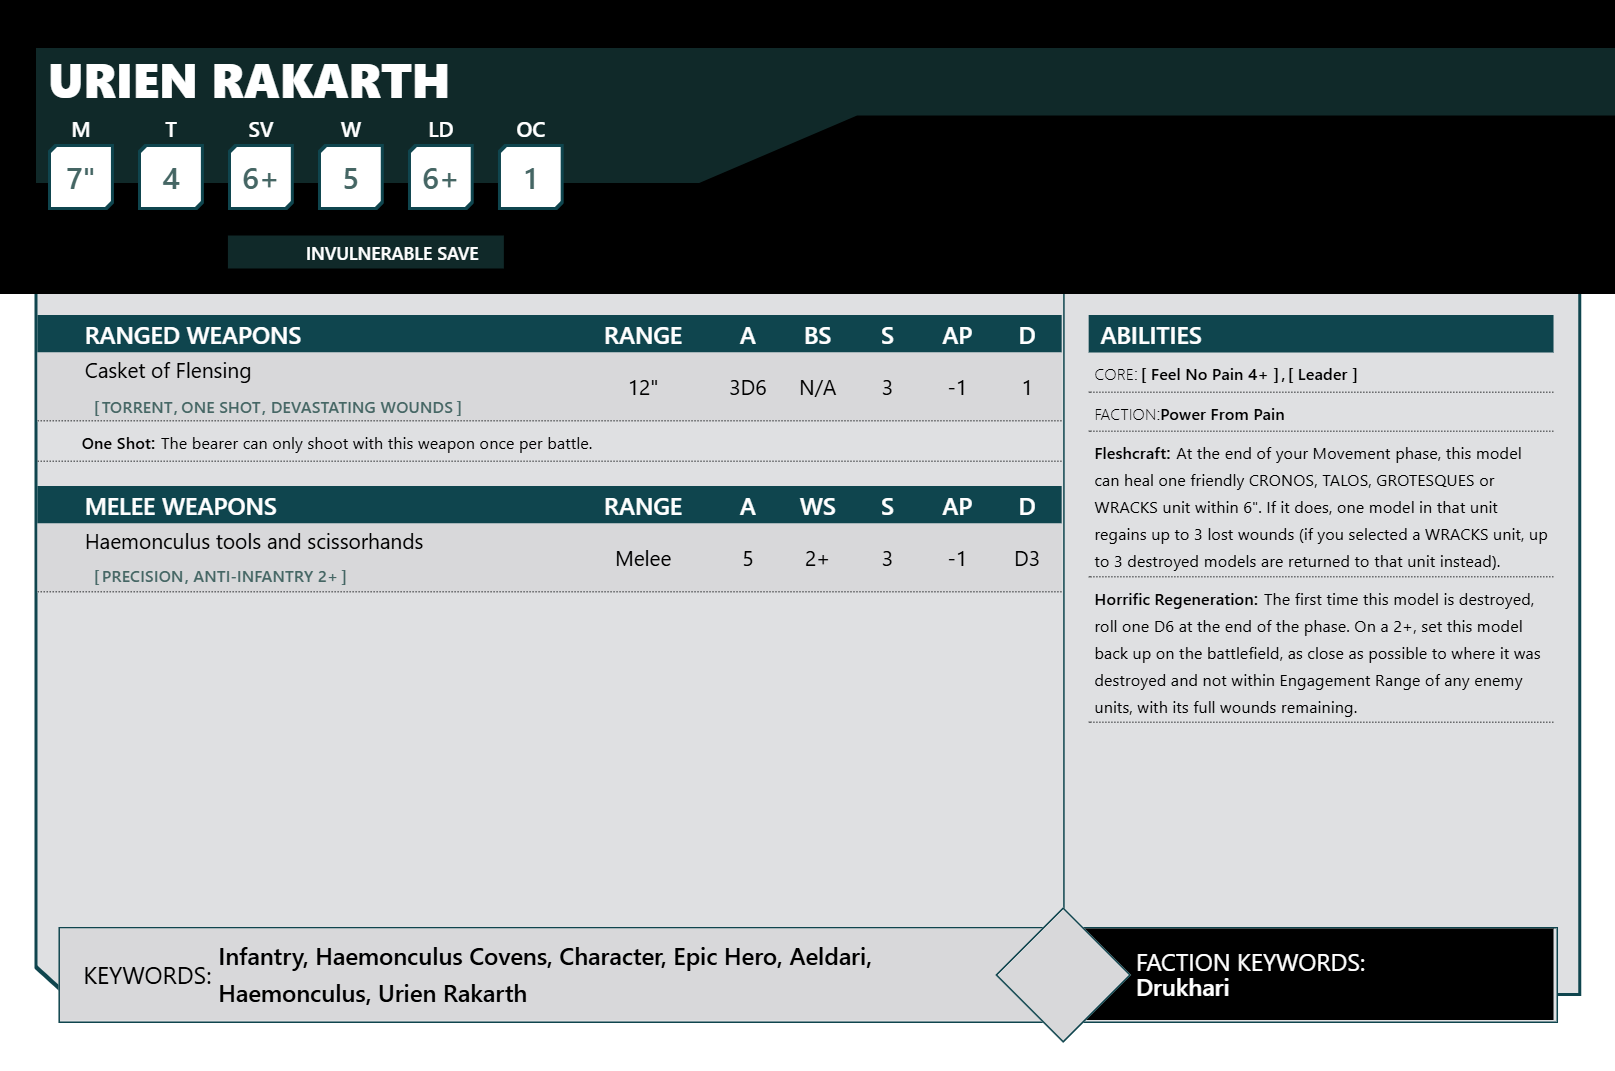 URIEN RAKARTH
M T SV W LD OC
7" 4 6+ 5 6+ 1
INVULNERABLE SAVE
RANGED WEAPONS RANGE A BS S AP D
Casket of Flensing
12" 3D6 N/A 3 -1 1
[ TORRENT, ONE SHOT, DEVASTATING WOUNDS ]
One Shot: The bearer can only shoot with this weapon once per battle.
MELEE WEAPONS RANGE A WS S AP D
Haemonculus tools and scissorhands
Melee 5 2+ 3 -1 D3
[ PRECISION, ANTI-INFANTRY 2+ ]
ABILITIES
CORE: [ Feel No Pain 4+ ] , [ Leader ]
FACTION:Power From Pain
Fleshcraft: At the end of your Movement phase, this model
can heal one friendly CRONOS, TALOS, GROTESQUES or
WRACKS unit within 6". If it does, one model in that unit
regains up to 3 lost wounds (if you selected a WRACKS unit, up
to 3 destroyed models are returned to that unit instead).
Horrific Regeneration: The first time this model is destroyed,
roll one D6 at the end of the phase. On a 2+, set this model
back up on the battlefield, as close as possible to where it was
destroyed and not within Engagement Range of any enemy
units, with its full wounds remaining.
KEYWORDS: Infantry, Haemonculus Covens, Character, Epic Hero, Aeldari,
Haemonculus, Urien Rakarth
FACTION KEYWORDS:
Drukhari